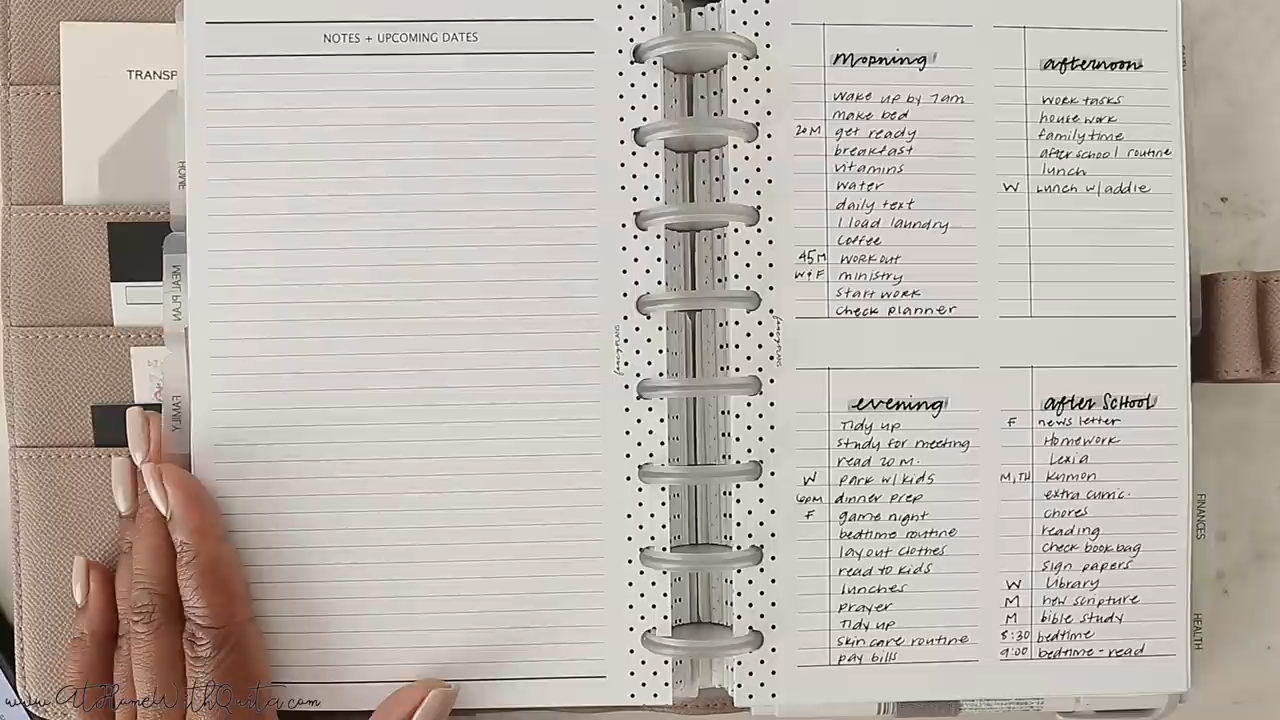 NOTES + UPCOMING DATES
TRANSP
HOME
MEAL PLAN
FAMILY
fancyPLANS
fancyPLANS
morning
wake up by 7am
make bed
20M get ready
breakfast
vitamins
water
daily text
1 load laundry
coffee
45M workout
W+F ministry
start work
check planner
afternoon
work tasks
house work
family time
after school routine
lunch
W Lunch w/addie
evening
Tidy up
study for meeting
read 20 M.
W park w/ kids
6pm dinner prep
F game night
bedtime routine
lay out clothes
read to kids
lunches
prayer
Tidy up
skin care routine
pay bills
after school
F news letter
Homework
Lexia
M,TH kumon
extra curric.
chores
reading
check book bag
sign papers
W Library
M new scripture
M bible study
8:30 bedtime
9:00 bedtime - read
FINANCES
HEALTH
www.AtHomeWithQuita.com